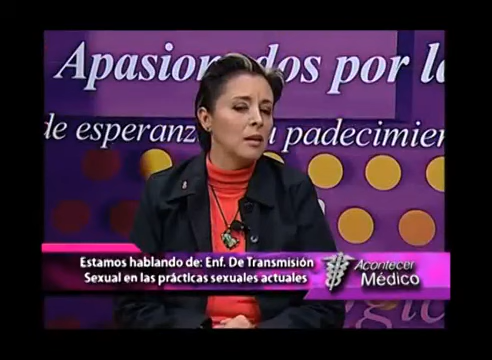 Apasionados por la
de esperanza
padecimien
Estamos hablando de: Enf. De Transmisión
Sexual en las prácticas sexuales actuales
Acontecer
Médico